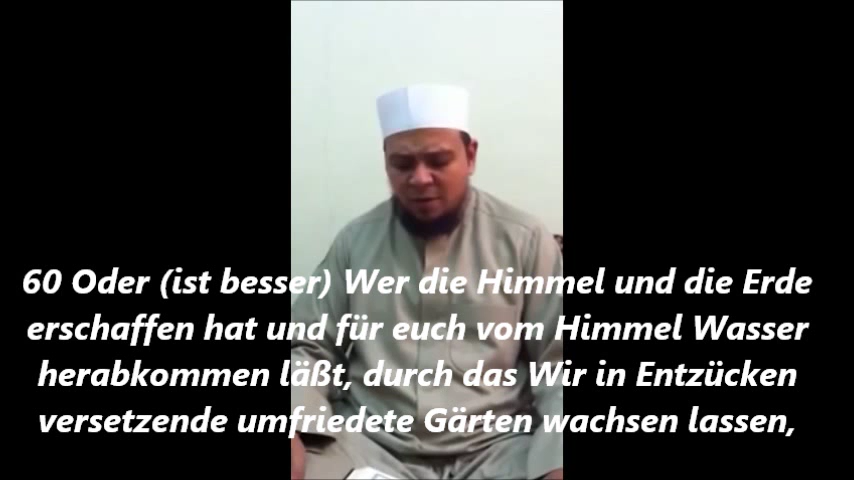 60 Oder (ist besser) Wer die Himmel und die Erde
erschaffen hat und für euch vom Himmel Wasser
herabkommen läßt, durch das Wir in Entzücken
versetzende umfriedete Gärten wachsen lassen,